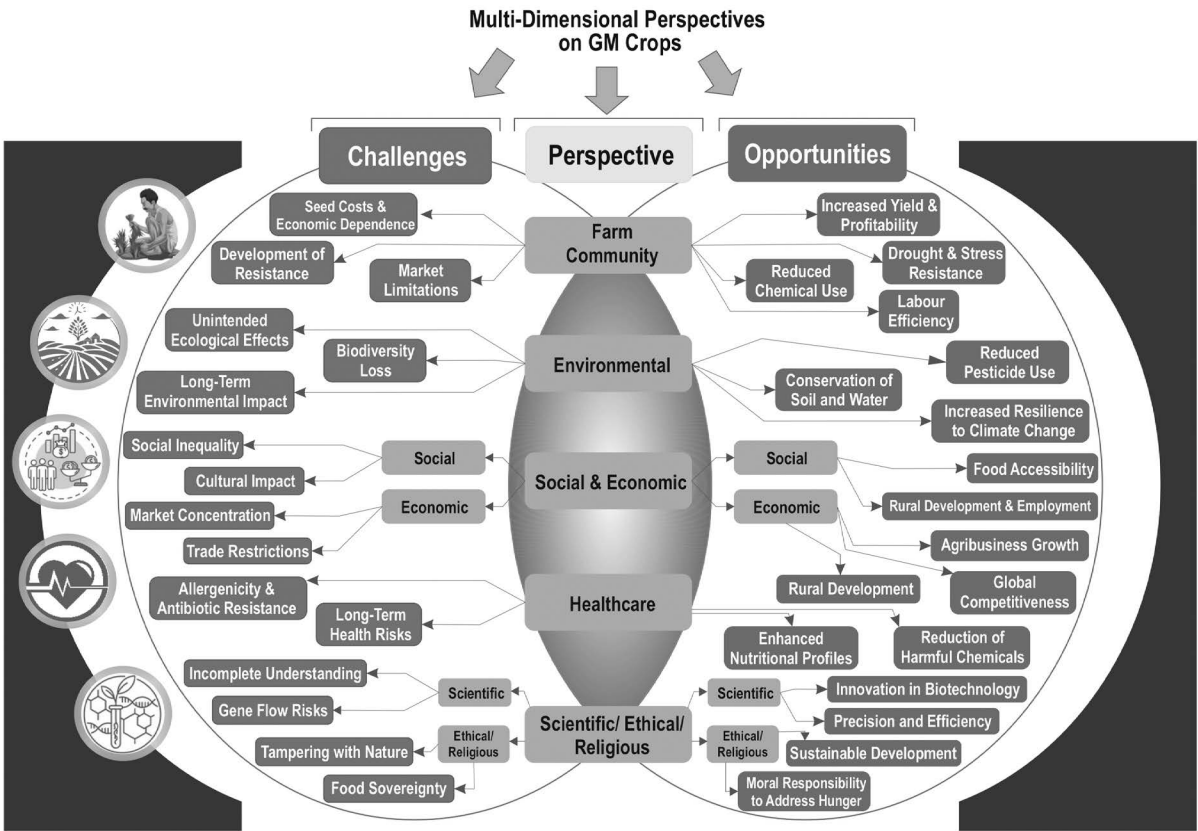 Multi-Dimensional Perspectives
on GM Crops
Challenges
Perspective
Opportunities
Seed Costs &
Economic Dependence
Development of
Resistance
Market
Limitations
Farm
Community
Increased Yield &
Profitability
Drought & Stress
Resistance
Reduced
Chemical Use
Labour
Efficiency
Unintended
Ecological Effects
Biodiversity
Loss
Long-Term
Environmental Impact
Environmental
Reduced
Pesticide Use
Conservation of
Soil and Water
Increased Resilience
to Climate Change
Social Inequality
Cultural Impact
Market Concentration
Trade Restrictions
Social
Economic
Social & Economic
Social
Economic
Food Accessibility
Rural Development & Employment
Agribusiness Growth
Rural Development
Global
Competitiveness
Allergenicity &
Antibiotic Resistance
Long-Term
Health Risks
Healthcare
Enhanced
Nutritional Profiles
Reduction of
Harmful Chemicals
Incomplete Understanding
Gene Flow Risks
Tampering with Nature
Food Sovereignty
Scientific
Ethical/
Religious
Scientific/ Ethical/
Religious
Scientific
Ethical/
Religious
Innovation in Biotechnology
Precision and Efficiency
Sustainable Development
Moral Responsibility
to Address Hunger